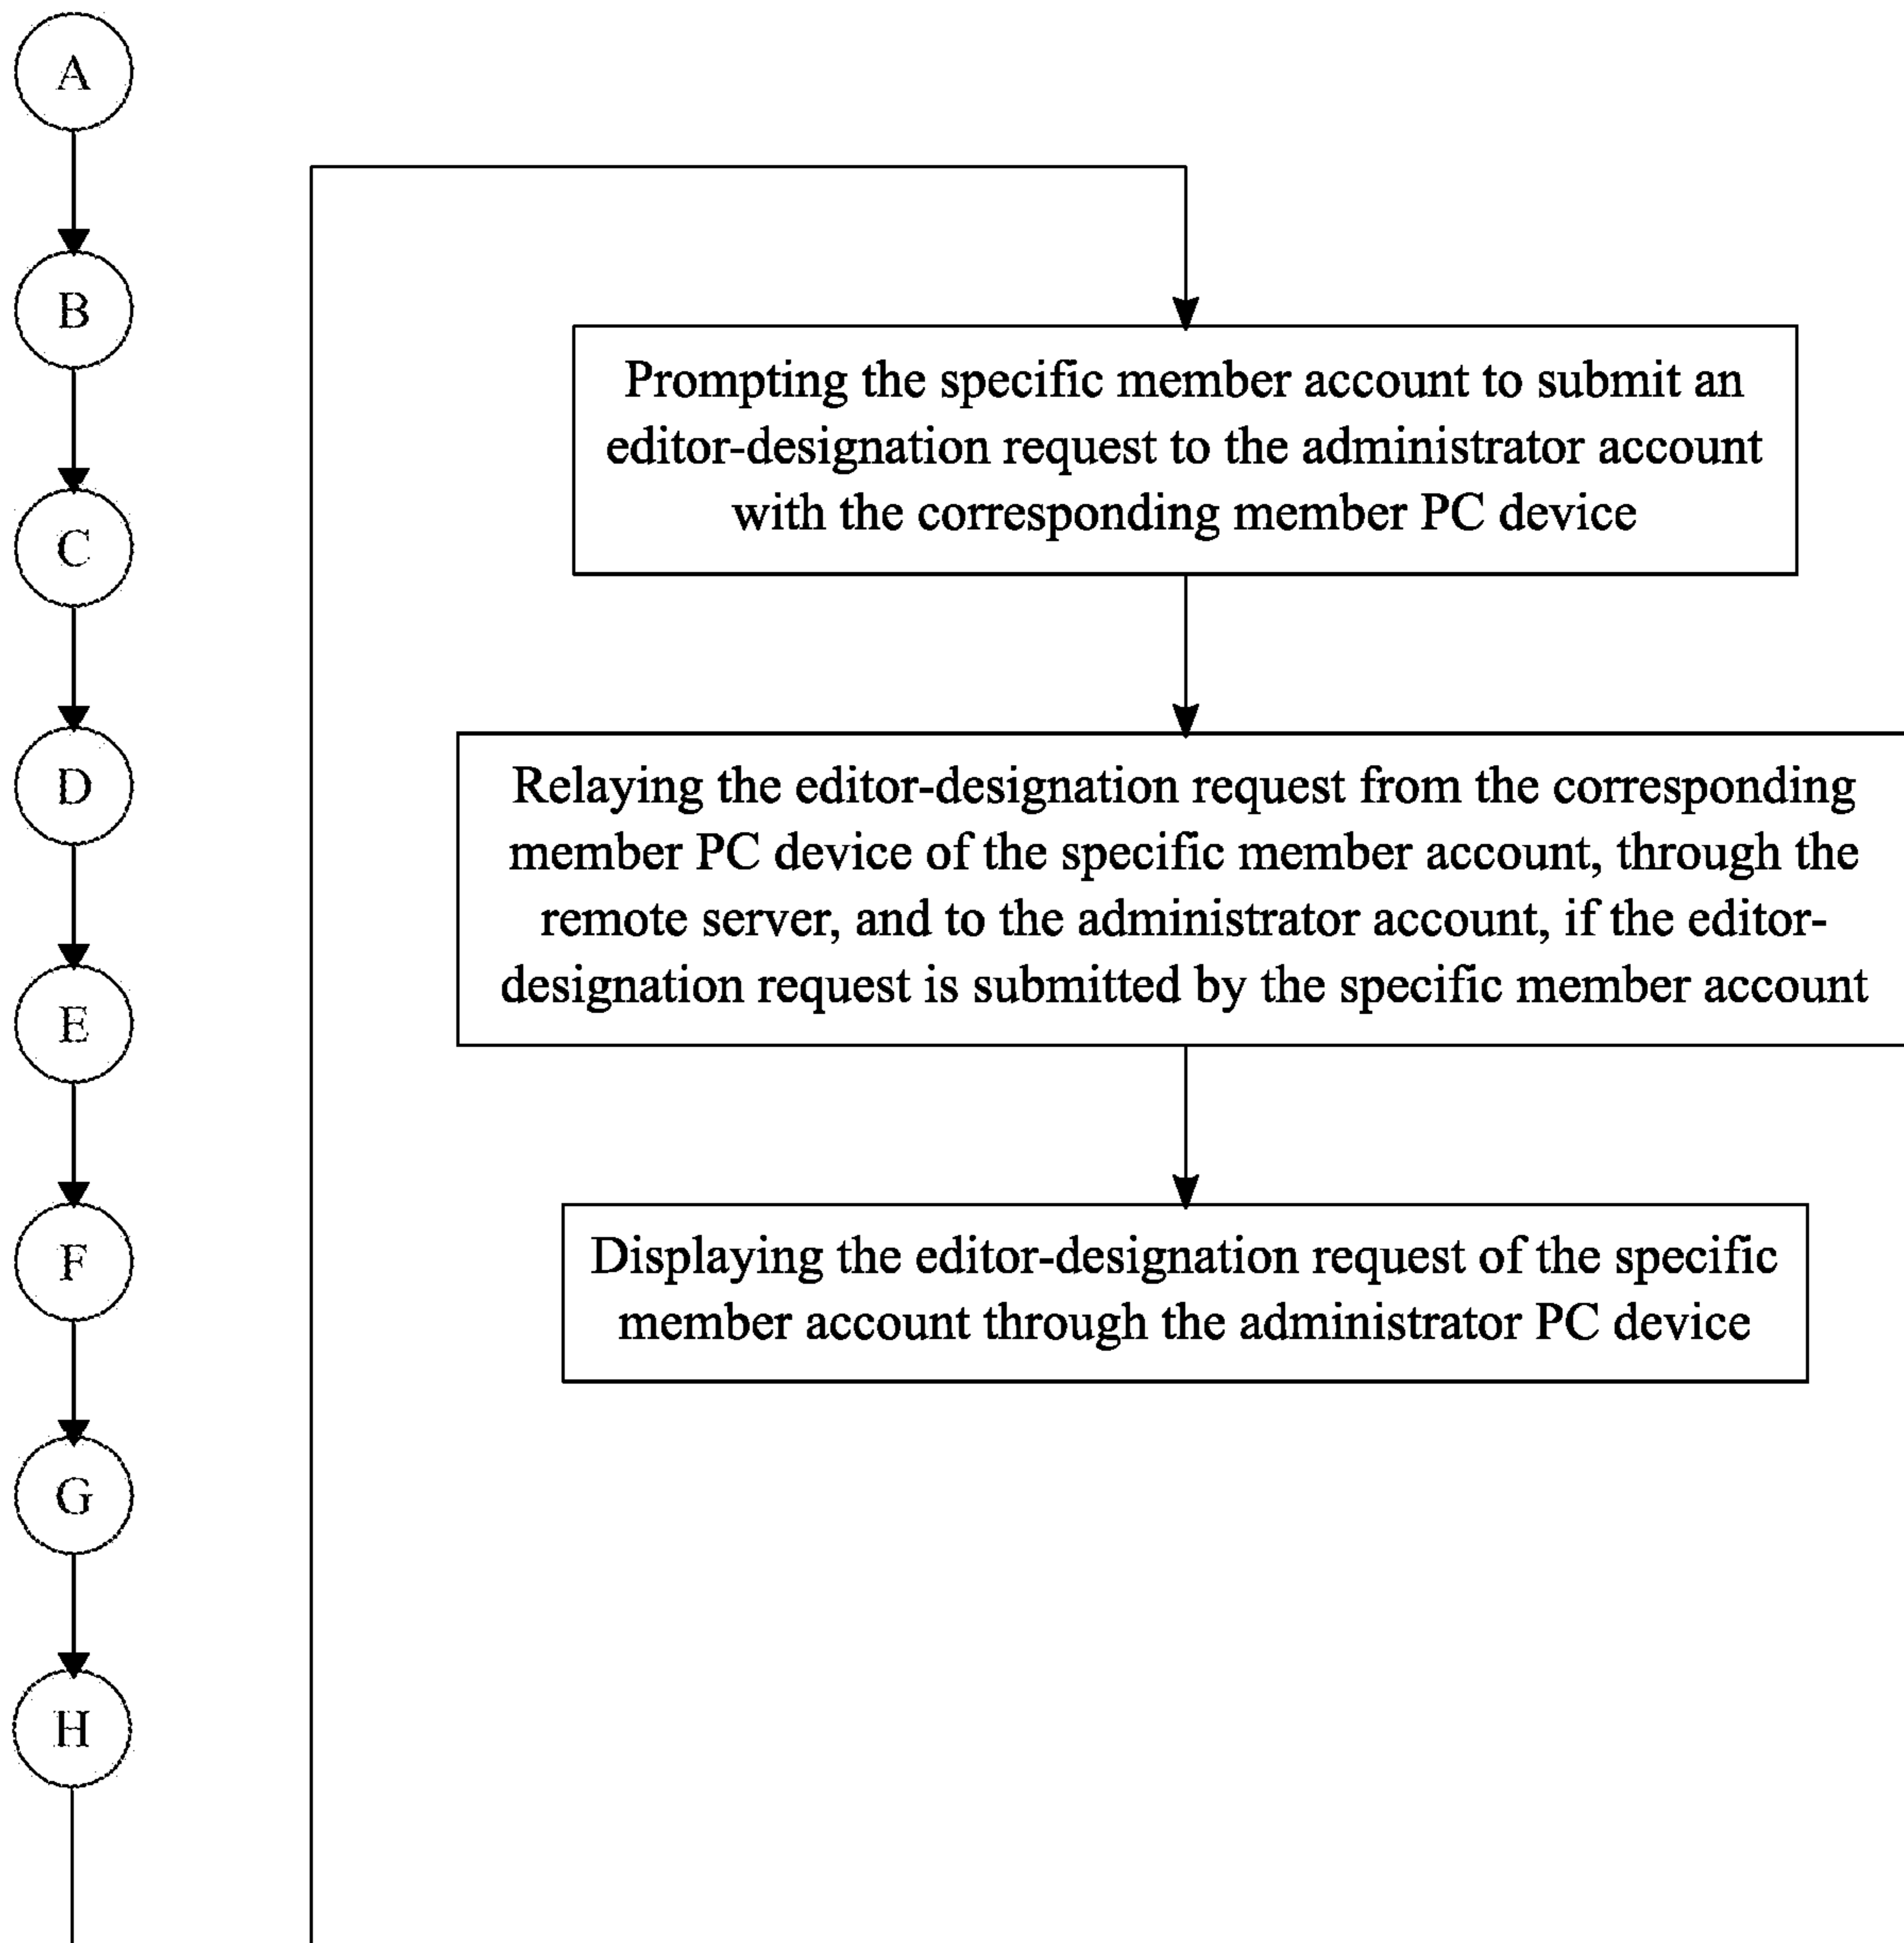 A
B
C
D
E
F
G
H
Prompting the specific member account to submit an
editor-designation request to the administrator account
with the corresponding member PC device
Relaying the editor-designation request from the corresponding
member PC device of the specific member account, through the
remote server, and to the administrator account, if the editor-
designation request is submitted by the specific member account
Displaying the editor-designation request of the specific
member account through the administrator PC device